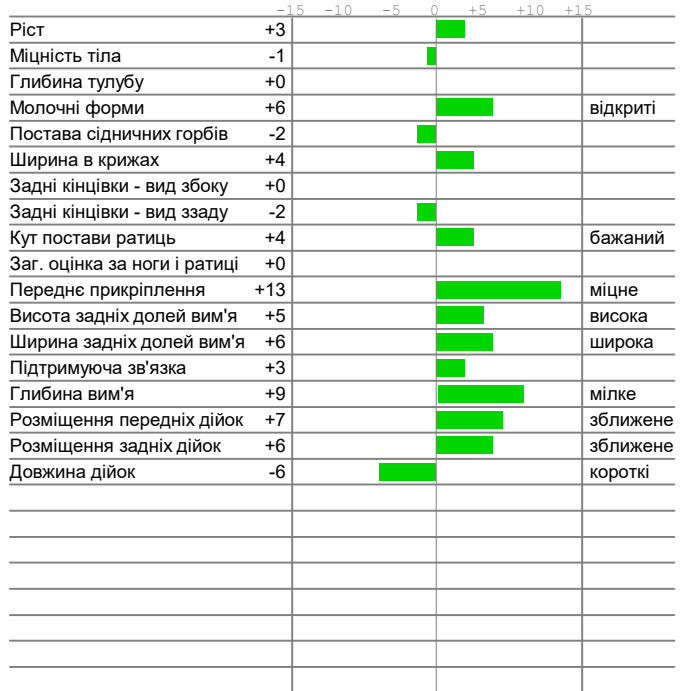 -15 -10 -5 0 +5 +10 +15
Ріст +3
Міцність тіла -1
Глибина тулубу +0
Молочні форми +6 відкриті
Постава сідничних горбів -2
Ширина в крижах +4
Задні кінцівки - вид збоку +0
Задні кінцівки - вид ззаду -2
Кут постави ратиць +4 бажаний
Заг. оцінка за ноги і ратиці +0
Переднє прикріплення +13 міцне
Висота задніх долей вим'я +5 висока
Ширина задніх долей вим'я +6 широка
Підтримуюча зв'язка +3
Глибина вим'я +9 мілке
Розміщення передніх дійок +7 зближене
Розміщення задніх дійок +6 зближене
Довжина дійок -6 короткі